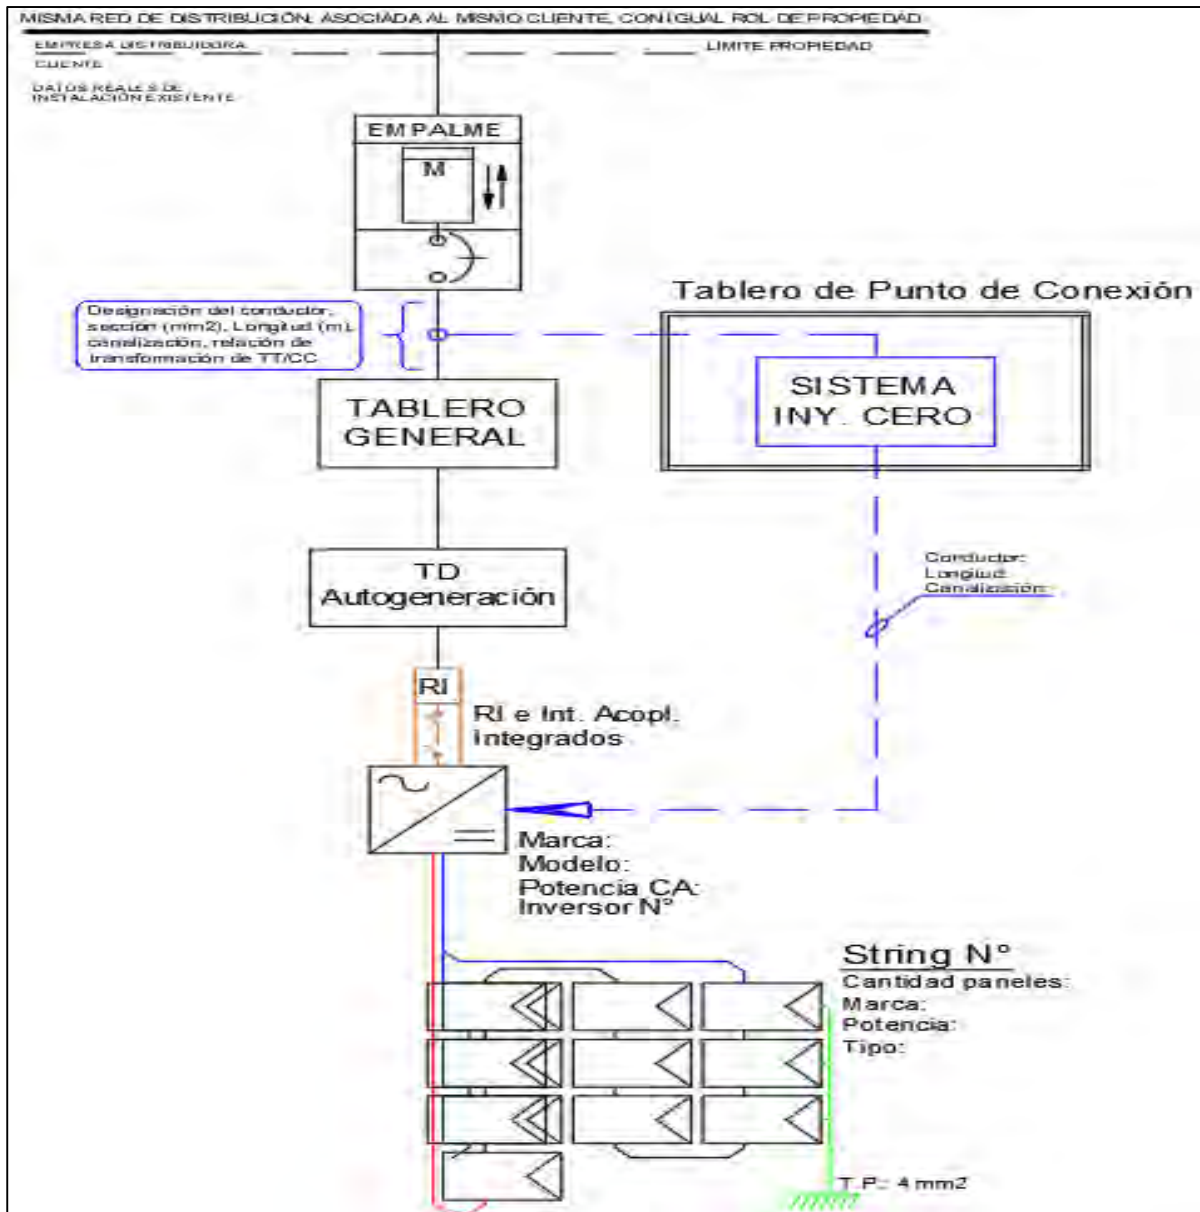 MISMA RED DE DISTRIBUCIÓN, ASOCIADA AL MISMO CLIENTE, CON IGUAL ROL DE PROPIEDAD
EMPRESA DISTRIBUIDORA
LIMITE PROPIEDAD
CLIENTE
DATOS REALES DE
INSTALACIÓN EXISTENTE
EMPALME
M
Tablero de Punto de Conexión
Designación del conductor,
sección (mm2), Longitud (m),
canalización, relación de
transformación de TT/CC
SISTEMA
INY. CERO
TABLERO
GENERAL
TD
Autogeneración
Conductor:
Longitud:
Canalización:
RI
RI e Int. Acopl.
integrados
Marca:
Modelo:
Potencia CA:
Inversor N°
String N°
Cantidad paneles:
Marca:
Potencia:
Tipo:
T.P.: 4 mm2